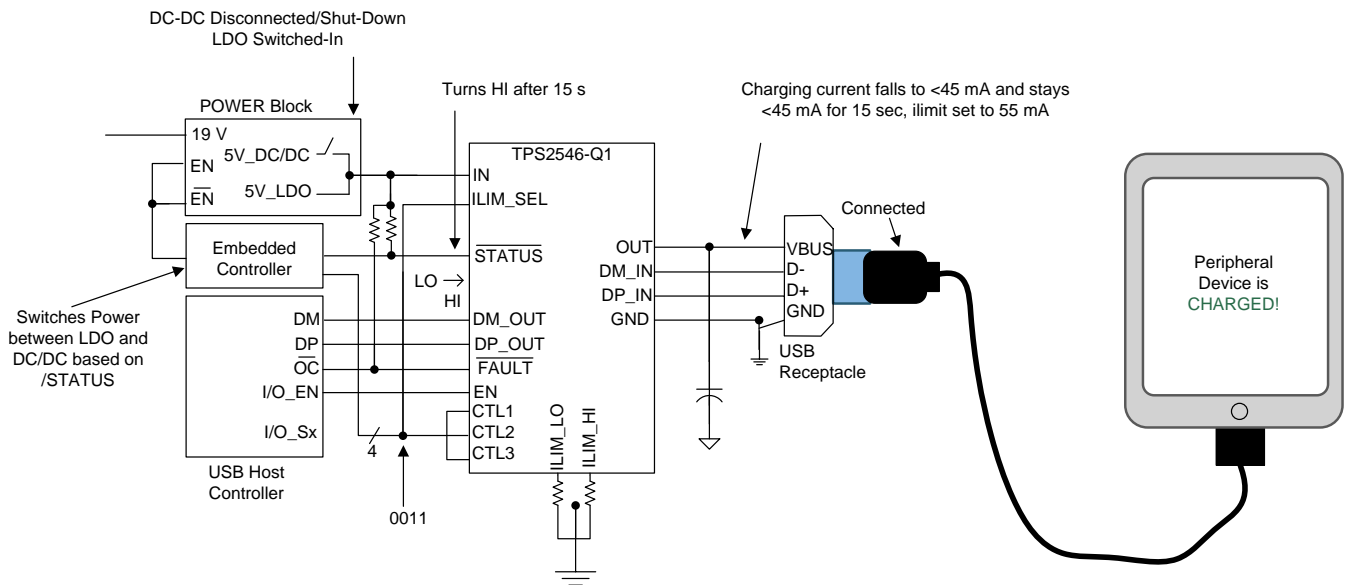 DC-DC Disconnected/Shut-Down
LDO Switched-In
Turns HI after 15 s
Charging current falls to <45 mA and stays
<45 mA for 15 sec, ilimit set to 55 mA
POWER Block
19 V
5V_DC/DC
EN
5V_LDO
EN
Embedded
Controller
Switches Power
between LDO and
DC/DC based on
/STATUS
DM
DP
OC
I/O_EN
I/O_Sx
USB Host
Controller
4
0011
LO →
HI
TPS2546-Q1
IN
ILIM_SEL
STATUS
DM_OUT
DP_OUT
FAULT
EN
CTL1
CTL2
CTL3
ILIM_LO
ILIM_HI
OUT
DM_IN
DP_IN
GND
VBUS
D-
D+
GND
USB
Receptacle
Connected
Peripheral
Device is
CHARGED!